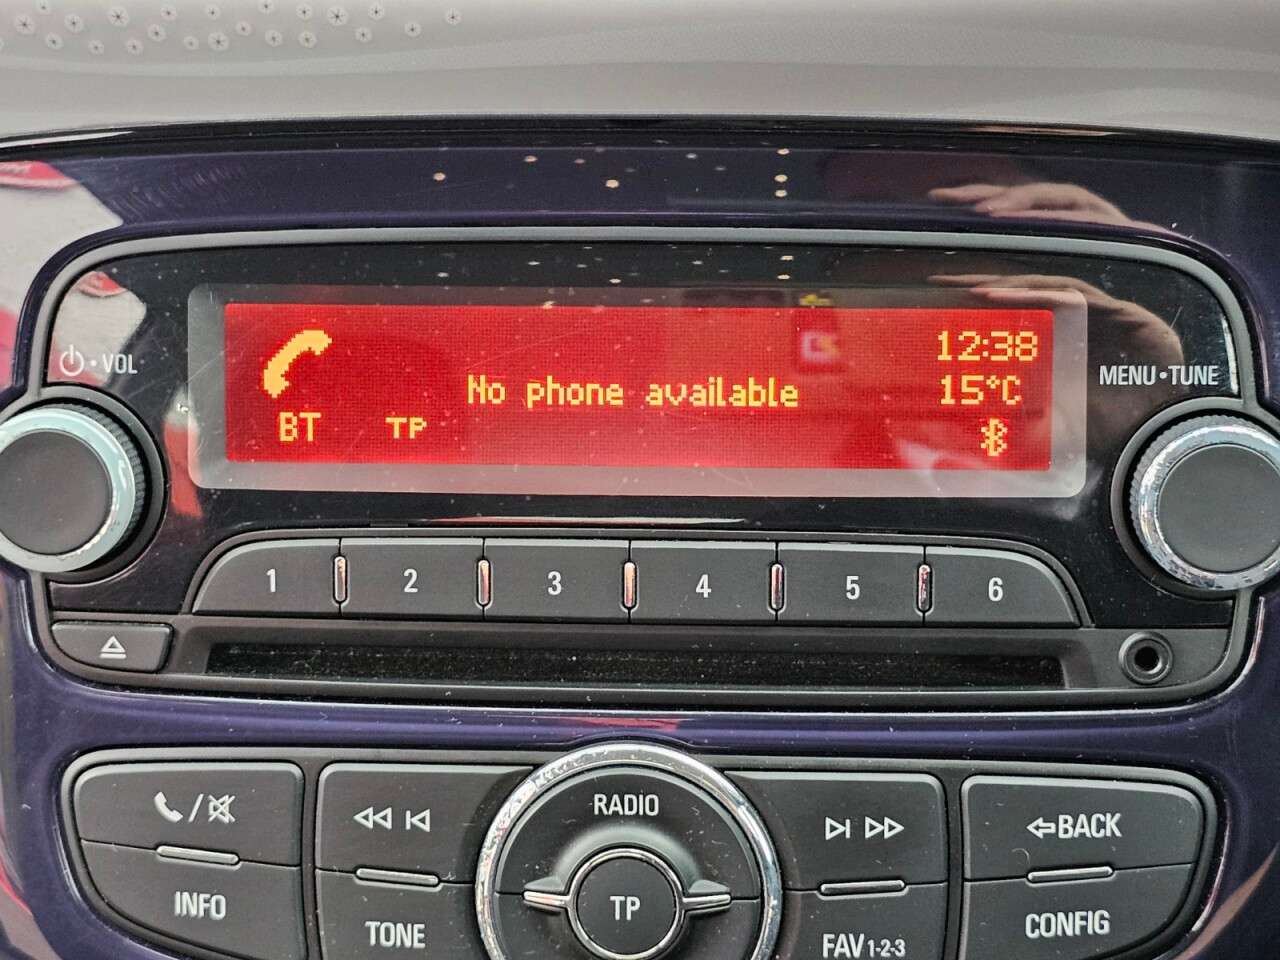 12:38
VOL
No phone available
15°C
MENU•TUNE
BT
TP
1
2
3
4
5
6
RADIO
/
BACK
INFO
TP
TONE
FAV 1-2-3
CONFIG